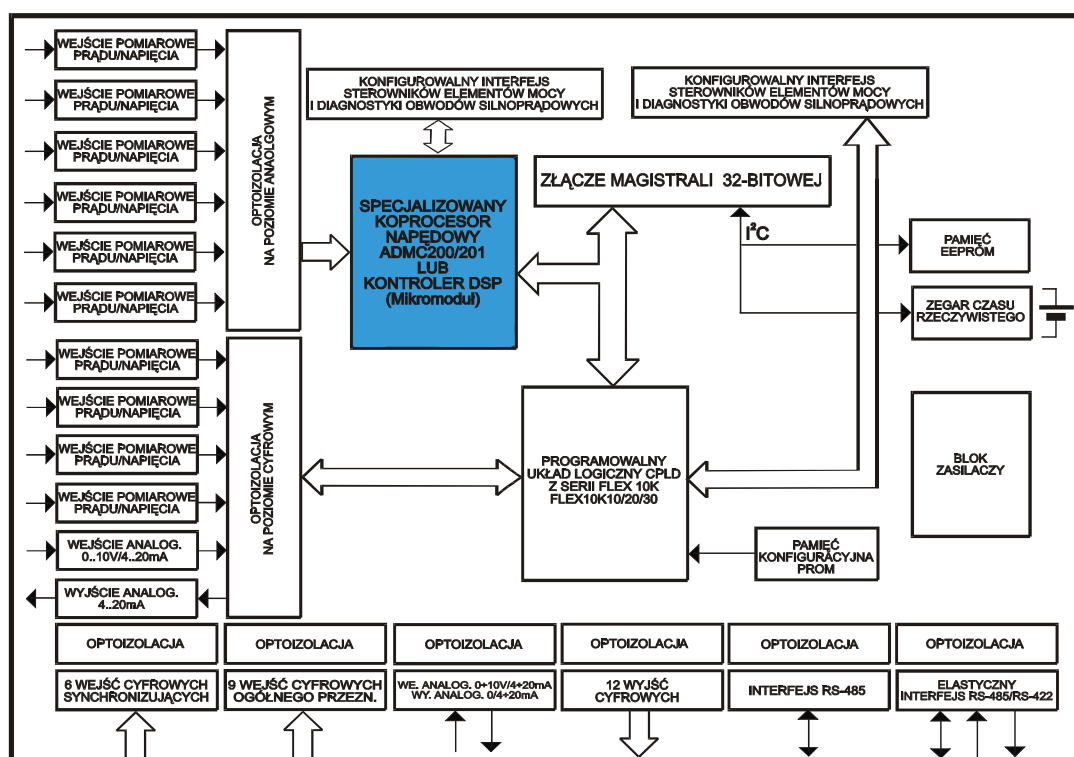 WEJŚCIE POMIAROWE
PRĄDU/NAPIĘCIA
WEJŚCIE POMIAROWE
PRĄDU/NAPIĘCIA
WEJŚCIE POMIAROWE
PRĄDU/NAPIĘCIA
WEJŚCIE POMIAROWE
PRĄDU/NAPIĘCIA
WEJŚCIE POMIAROWE
PRĄDU/NAPIĘCIA
WEJŚCIE POMIAROWE
PRĄDU/NAPIĘCIA
OPTOIZOLACJA
NA POZIOMIE ANAOLGOWYM
KONFIGUROWALNY INTERFEJS
STEROWNIKÓW ELEMENTÓW MOCY
I DIAGNOSTYKI OBWODÓW SILNOPRĄDOWYCH
KONFIGUROWALNY INTERFEJS
STEROWNIKÓW ELEMENTÓW MOCY
I DIAGNOSTYKI OBWODÓW SILNOPRĄDOWYCH
SPECJALIZOWANY
KOPROCESOR
NAPĘDOWY
ADMC200/201
LUB
KONTROLER DSP
(Mikromoduł)
ZŁĄCZE MAGISTRALI 32-BITOWEJ
I²C
PAMIĘĆ
EEPROM
ZEGAR CZASU
RZECZYWISTEGO
WEJŚCIE POMIAROWE
PRĄDU/NAPIĘCIA
WEJŚCIE POMIAROWE
PRĄDU/NAPIĘCIA
WEJŚCIE POMIAROWE
PRĄDU/NAPIĘCIA
WEJŚCIE POMIAROWE
PRĄDU/NAPIĘCIA
WEJŚCIE ANALOG.
0..10V/4..20mA
WYJŚCIE ANALOG.
4..20mA
OPTOIZOLACJA
NA POZIOMIE CYFROWYM
PROGRAMOWALNY
UKŁAD LOGICZNY CPLD
Z SERII FLEX 10K
FLEX10K10/20/30
BLOK
ZASILACZY
PAMIĘĆ
KONFIGURACYJNA
PROM
OPTOIZOLACJA
OPTOIZOLACJA
OPTOIZOLACJA
OPTOIZOLACJA
OPTOIZOLACJA
OPTOIZOLACJA
6 WEJŚĆ CYFROWYCH
SYNCHRONIZUJĄCYCH
9 WEJŚĆ CYFROWYCH
OGÓLNEGO PRZEZN.
WE. ANALOG. 0÷10V/4÷20mA
WY. ANALOG. 0/4÷20mA
12 WYJŚĆ
CYFROWYCH
INTERFEJS RS-485
ELASTYCZNY
INTERFEJS RS-485/RS-422